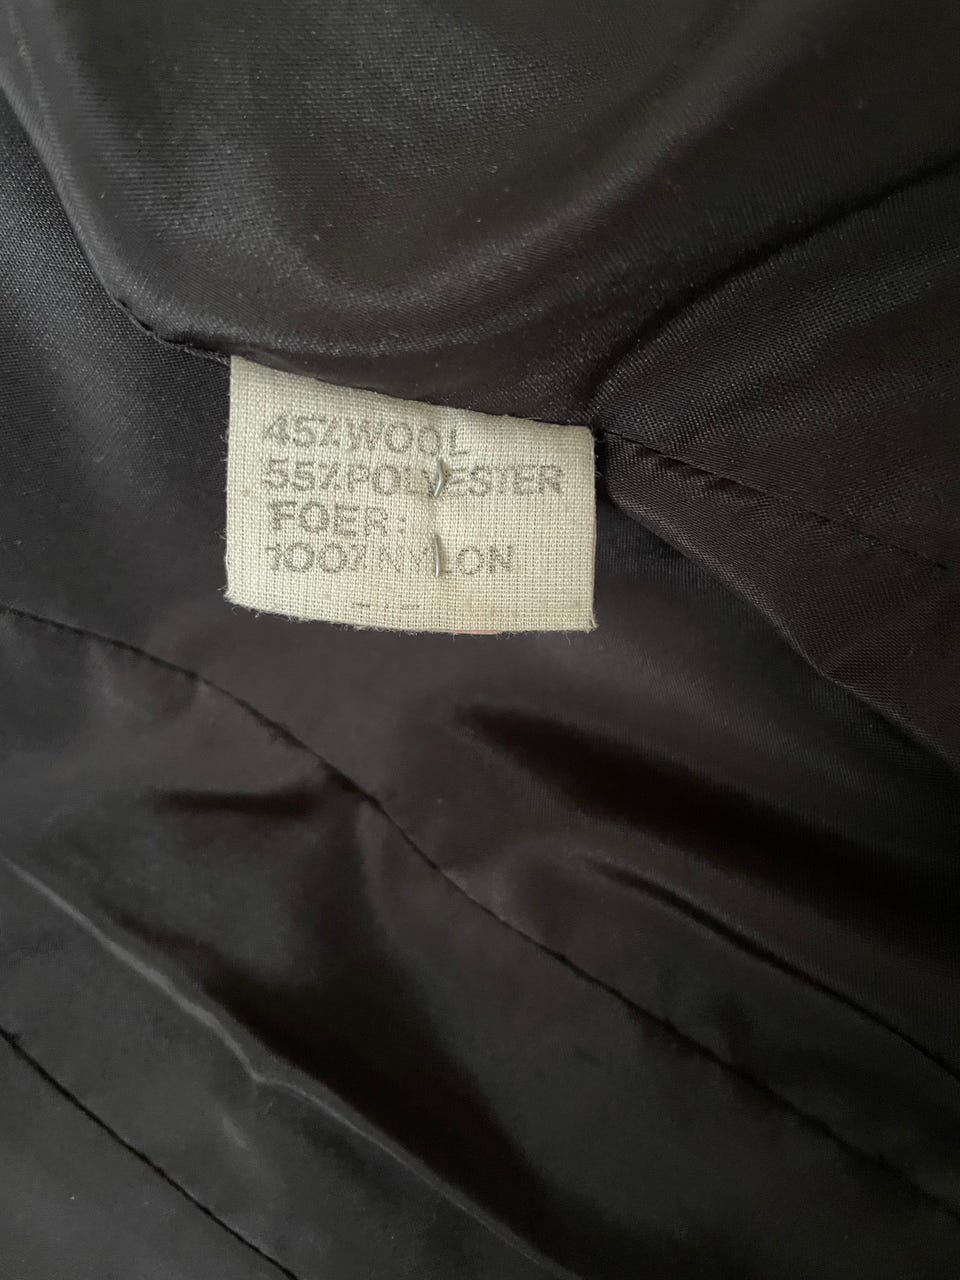 45% WOOL
55% POLYESTER
FOER:
100% NYLON